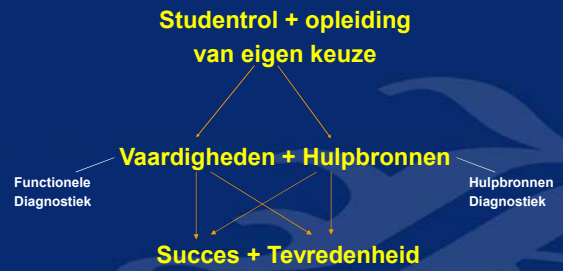 Studentrol + opleiding
van eigen keuze
Vaardigheden + Hulpbronnen
Functionele
Diagnostiek
Hulpbronnen
Diagnostiek
Succes + Tevredenheid